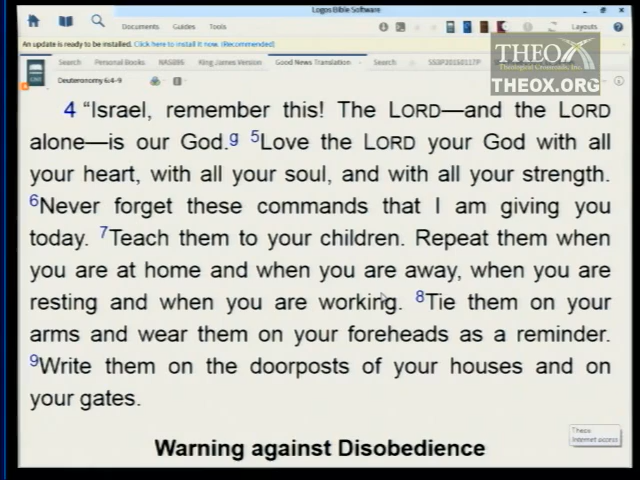 Logos Bible Software
Documents Guides Tools Layouts
An update is ready to be installed. Click here to install it now. (Recommended)
Search Personal Books NASB95 King James Version Good News Translation Search
THEOX
THEOX.ORG
Deuteronomy 6:4-9
4 “Israel, remember this! The LORD—and the LORD
alone—is our God.g 5Love the LORD your God with all
your heart, with all your soul, and with all your strength.
6Never forget these commands that I am giving you
today. 7Teach them to your children. Repeat them when
you are at home and when you are away, when you are
resting and when you are working. 8Tie them on your
arms and wear them on your foreheads as a reminder.
9Write them on the doorposts of your houses and on
your gates.
Theox
Internet access
Warning against Disobedience